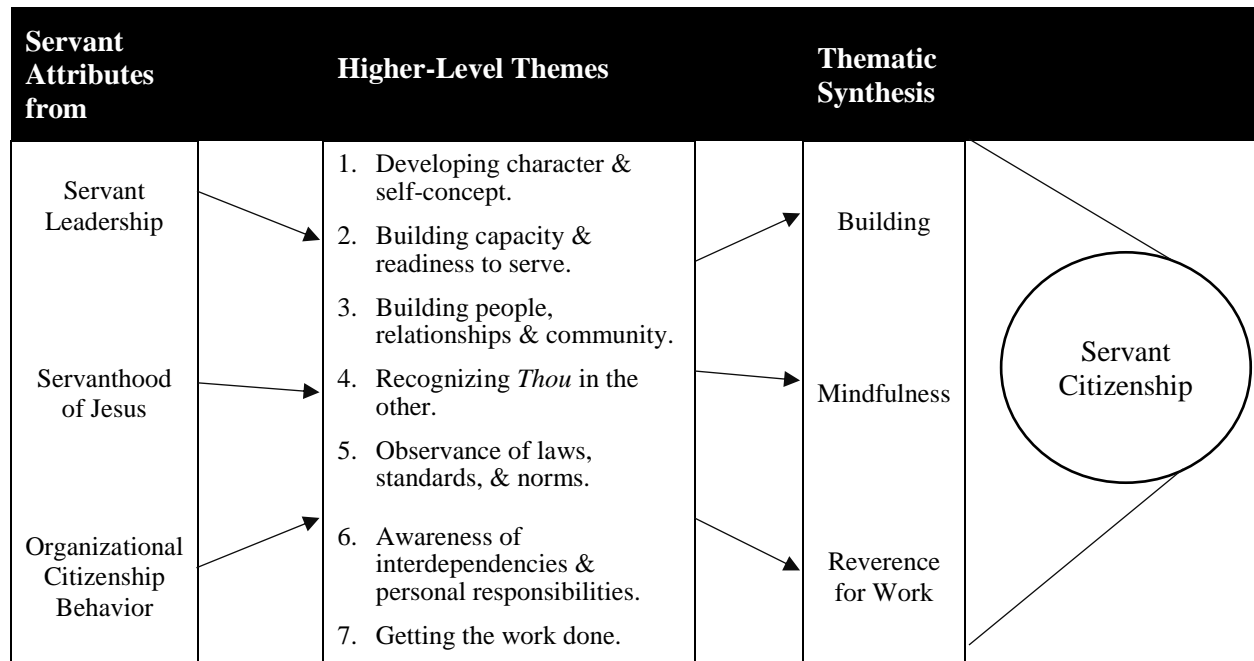 Servant
Attributes
from
Higher-Level Themes
Thematic
Synthesis
Servant
Leadership
Servanthood
of Jesus
Organizational
Citizenship
Behavior
1. Developing character &
self-concept.
2. Building capacity &
readiness to serve.
3. Building people,
relationships & community.
4. Recognizing Thou in the
other.
5. Observance of laws,
standards, & norms.
6. Awareness of
interdependencies &
personal responsibilities.
7. Getting the work done.
Building
Mindfulness
Reverence
for Work
Servant
Citizenship